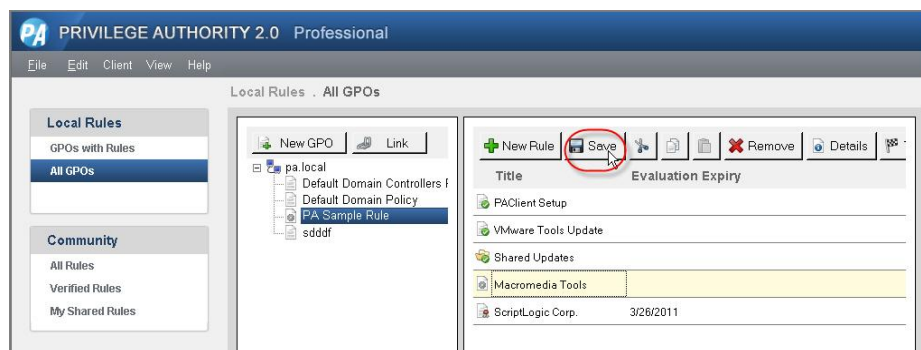 PA PRIVILEGE AUTHORITY 2.0 Professional
File Edit Client View Help
Local Rules . All GPOs
Local Rules
GPOs with Rules
All GPOs
Community
All Rules
Verified Rules
My Shared Rules
New GPO Link
pa.local
Default Domain Controllers
Default Domain Policy
PA Sample Rule
sdddf
New Rule Save Remove Details
Title Evaluation Expiry
PAClient Setup
VMware Tools Update
Shared Updates
Macromedia Tools
ScriptLogic Corp. 3/26/2011